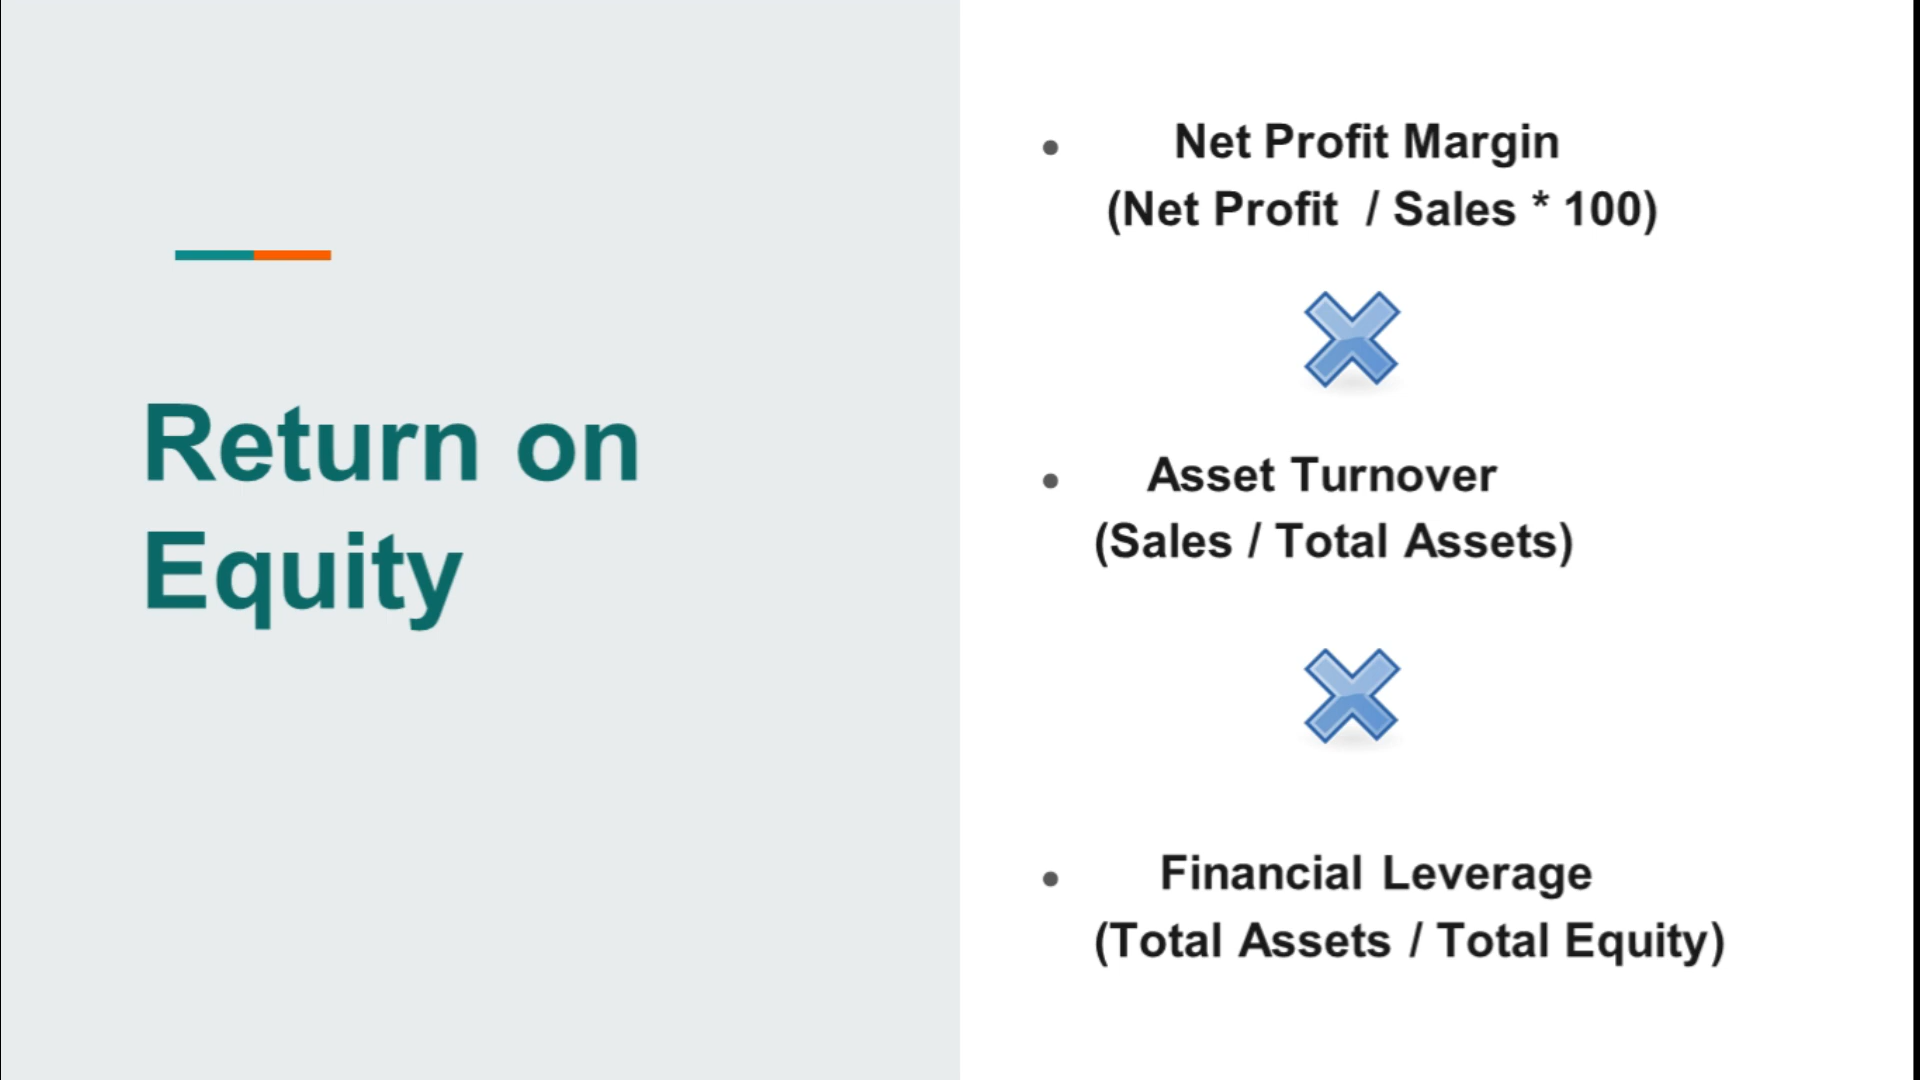 Return on
Equity
• Net Profit Margin
(Net Profit / Sales * 100)
• Asset Turnover
(Sales / Total Assets)
• Financial Leverage
(Total Assets / Total Equity)